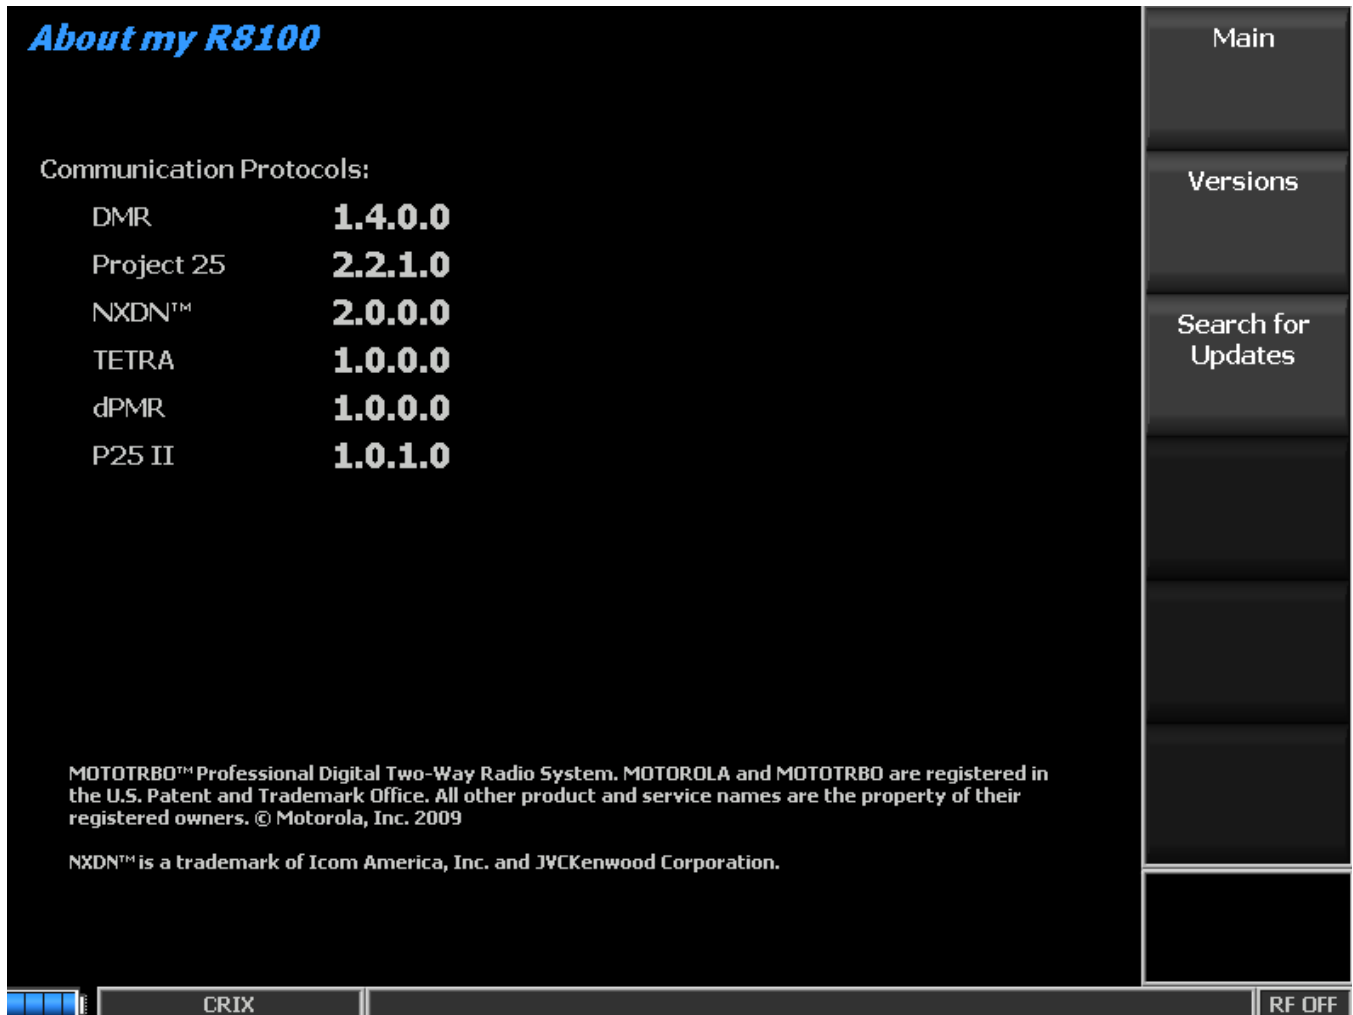 About my R8100
Communication Protocols:
DMR 1.4.0.0
Project 25 2.2.1.0
NXDN™ 2.0.0.0
TETRA 1.0.0.0
dPMR 1.0.0.0
P25 II 1.0.1.0
MOTOTRBO™ Professional Digital Two-Way Radio System. MOTOROLA and MOTOTRBO are registered in
the U.S. Patent and Trademark Office. All other product and service names are the property of their
registered owners. © Motorola, Inc. 2009
NXDN™ is a trademark of Icom America, Inc. and JVCKenwood Corporation.
Main
Versions
Search for
Updates
CRIX
RF OFF